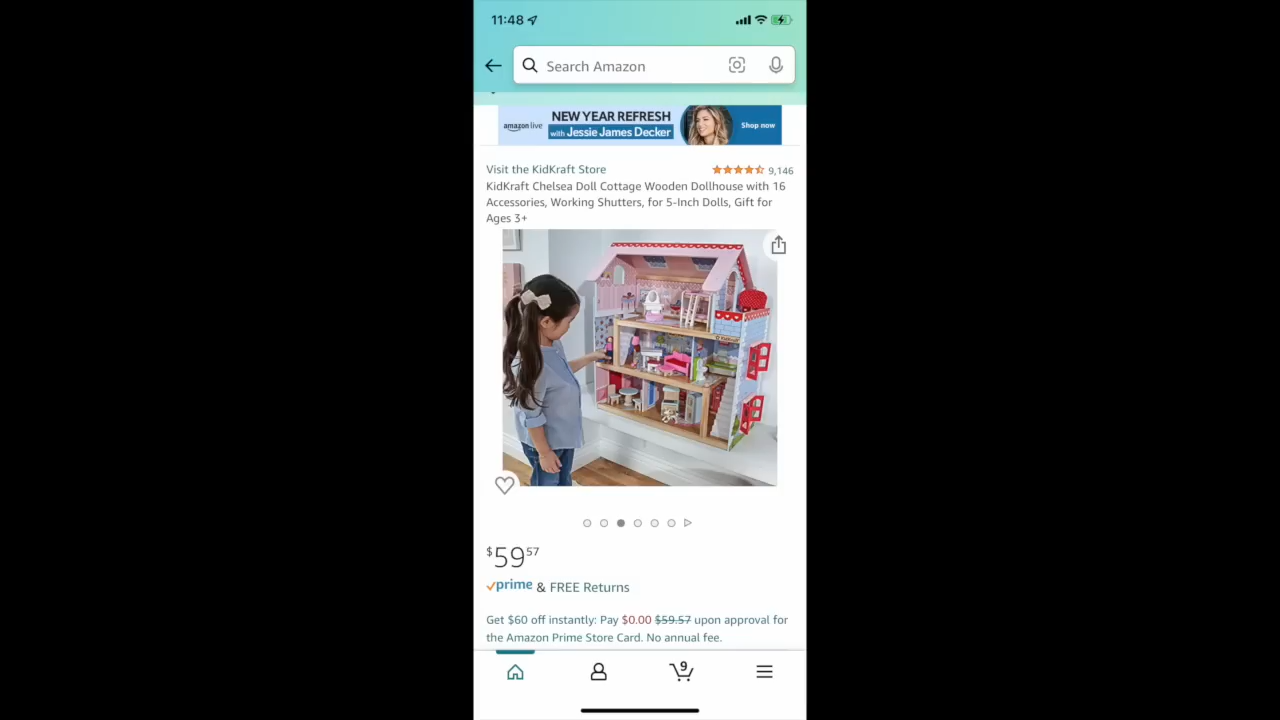 11:48
Search Amazon
amazon live
NEW YEAR REFRESH
with Jessie James Decker
Shop now
Visit the KidKraft Store
9,146
KidKraft Chelsea Doll Cottage Wooden Dollhouse with 16
Accessories, Working Shutters, for 5-Inch Dolls, Gift for
Ages 3+
$59 57
prime & FREE Returns
Get $60 off instantly: Pay $0.00 $59.57 upon approval for
the Amazon Prime Store Card. No annual fee.
9